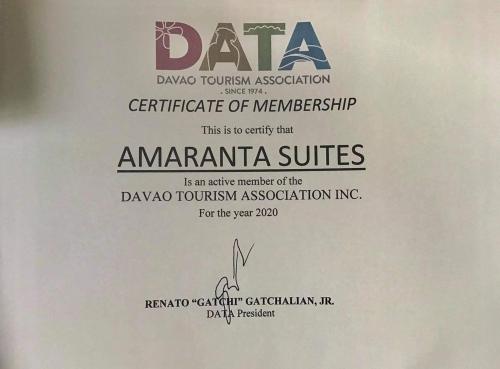 DATA
DAVAO TOURISM ASSOCIATION
. SINCE 1974 .
CERTIFICATE OF MEMBERSHIP
This is to certify that
AMARANTA SUITES
Is an active member of the
DAVAO TOURISM ASSOCIATION INC.
For the year 2020
RENATO “GATCHI” GATCHALIAN, JR.
DATA President